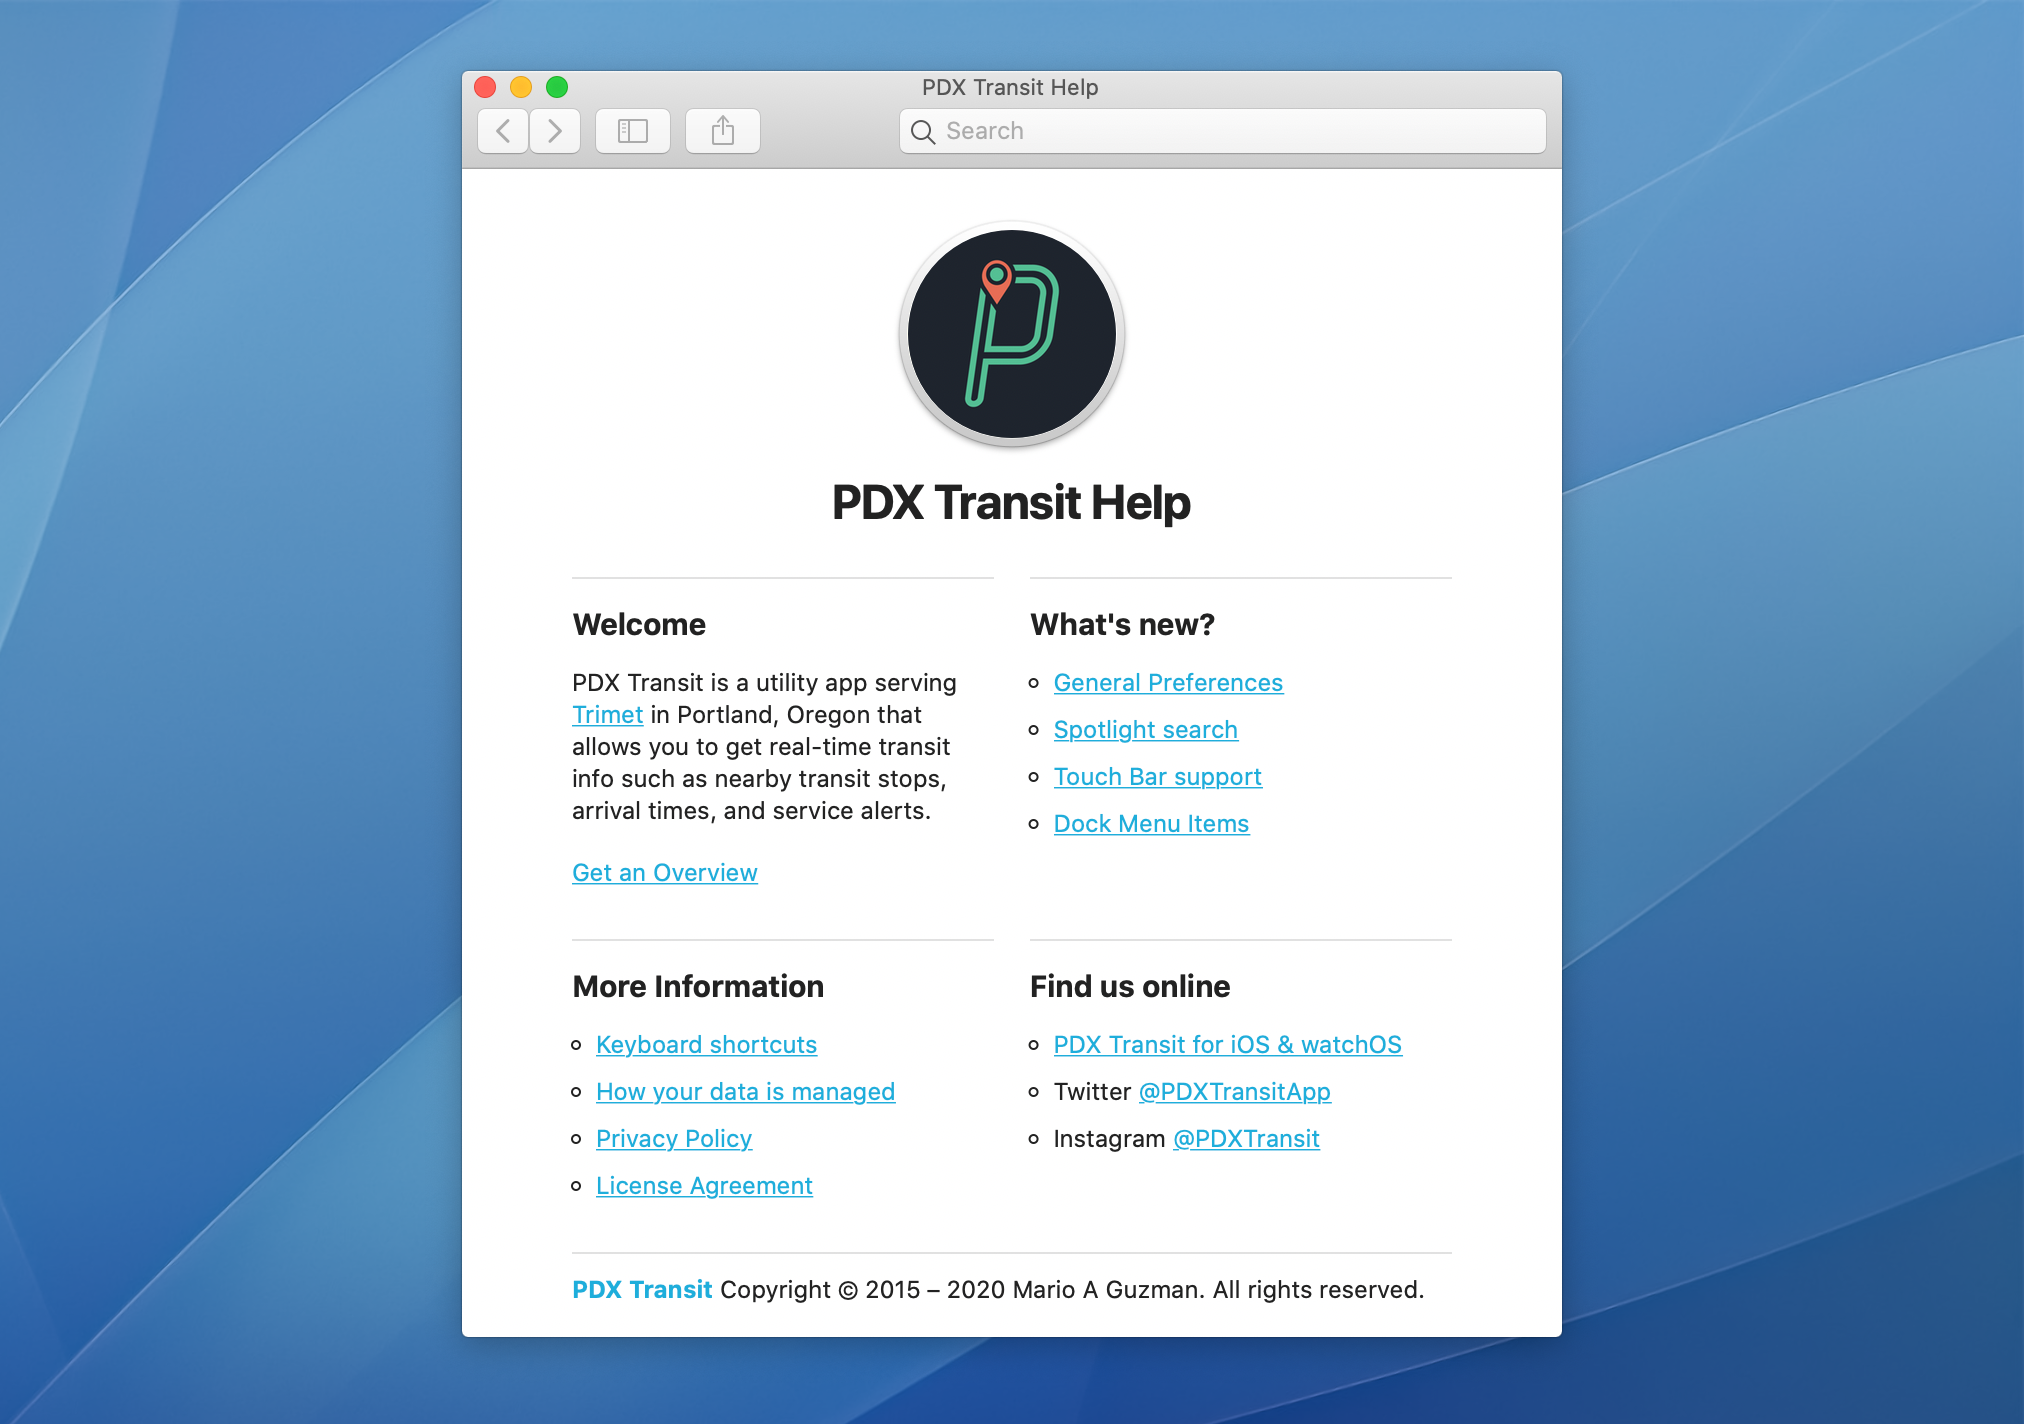 PDX Transit Help
Search
PDX Transit Help
Welcome
PDX Transit is a utility app serving
Trimet in Portland, Oregon that
allows you to get real-time transit
info such as nearby transit stops,
arrival times, and service alerts.
Get an Overview
What's new?
General Preferences
Spotlight search
Touch Bar support
Dock Menu Items
More Information
Keyboard shortcuts
How your data is managed
Privacy Policy
License Agreement
Find us online
PDX Transit for iOS & watchOS
Twitter @PDXTransitApp
Instagram @PDXTransit
PDX Transit Copyright © 2015 – 2020 Mario A Guzman. All rights reserved.